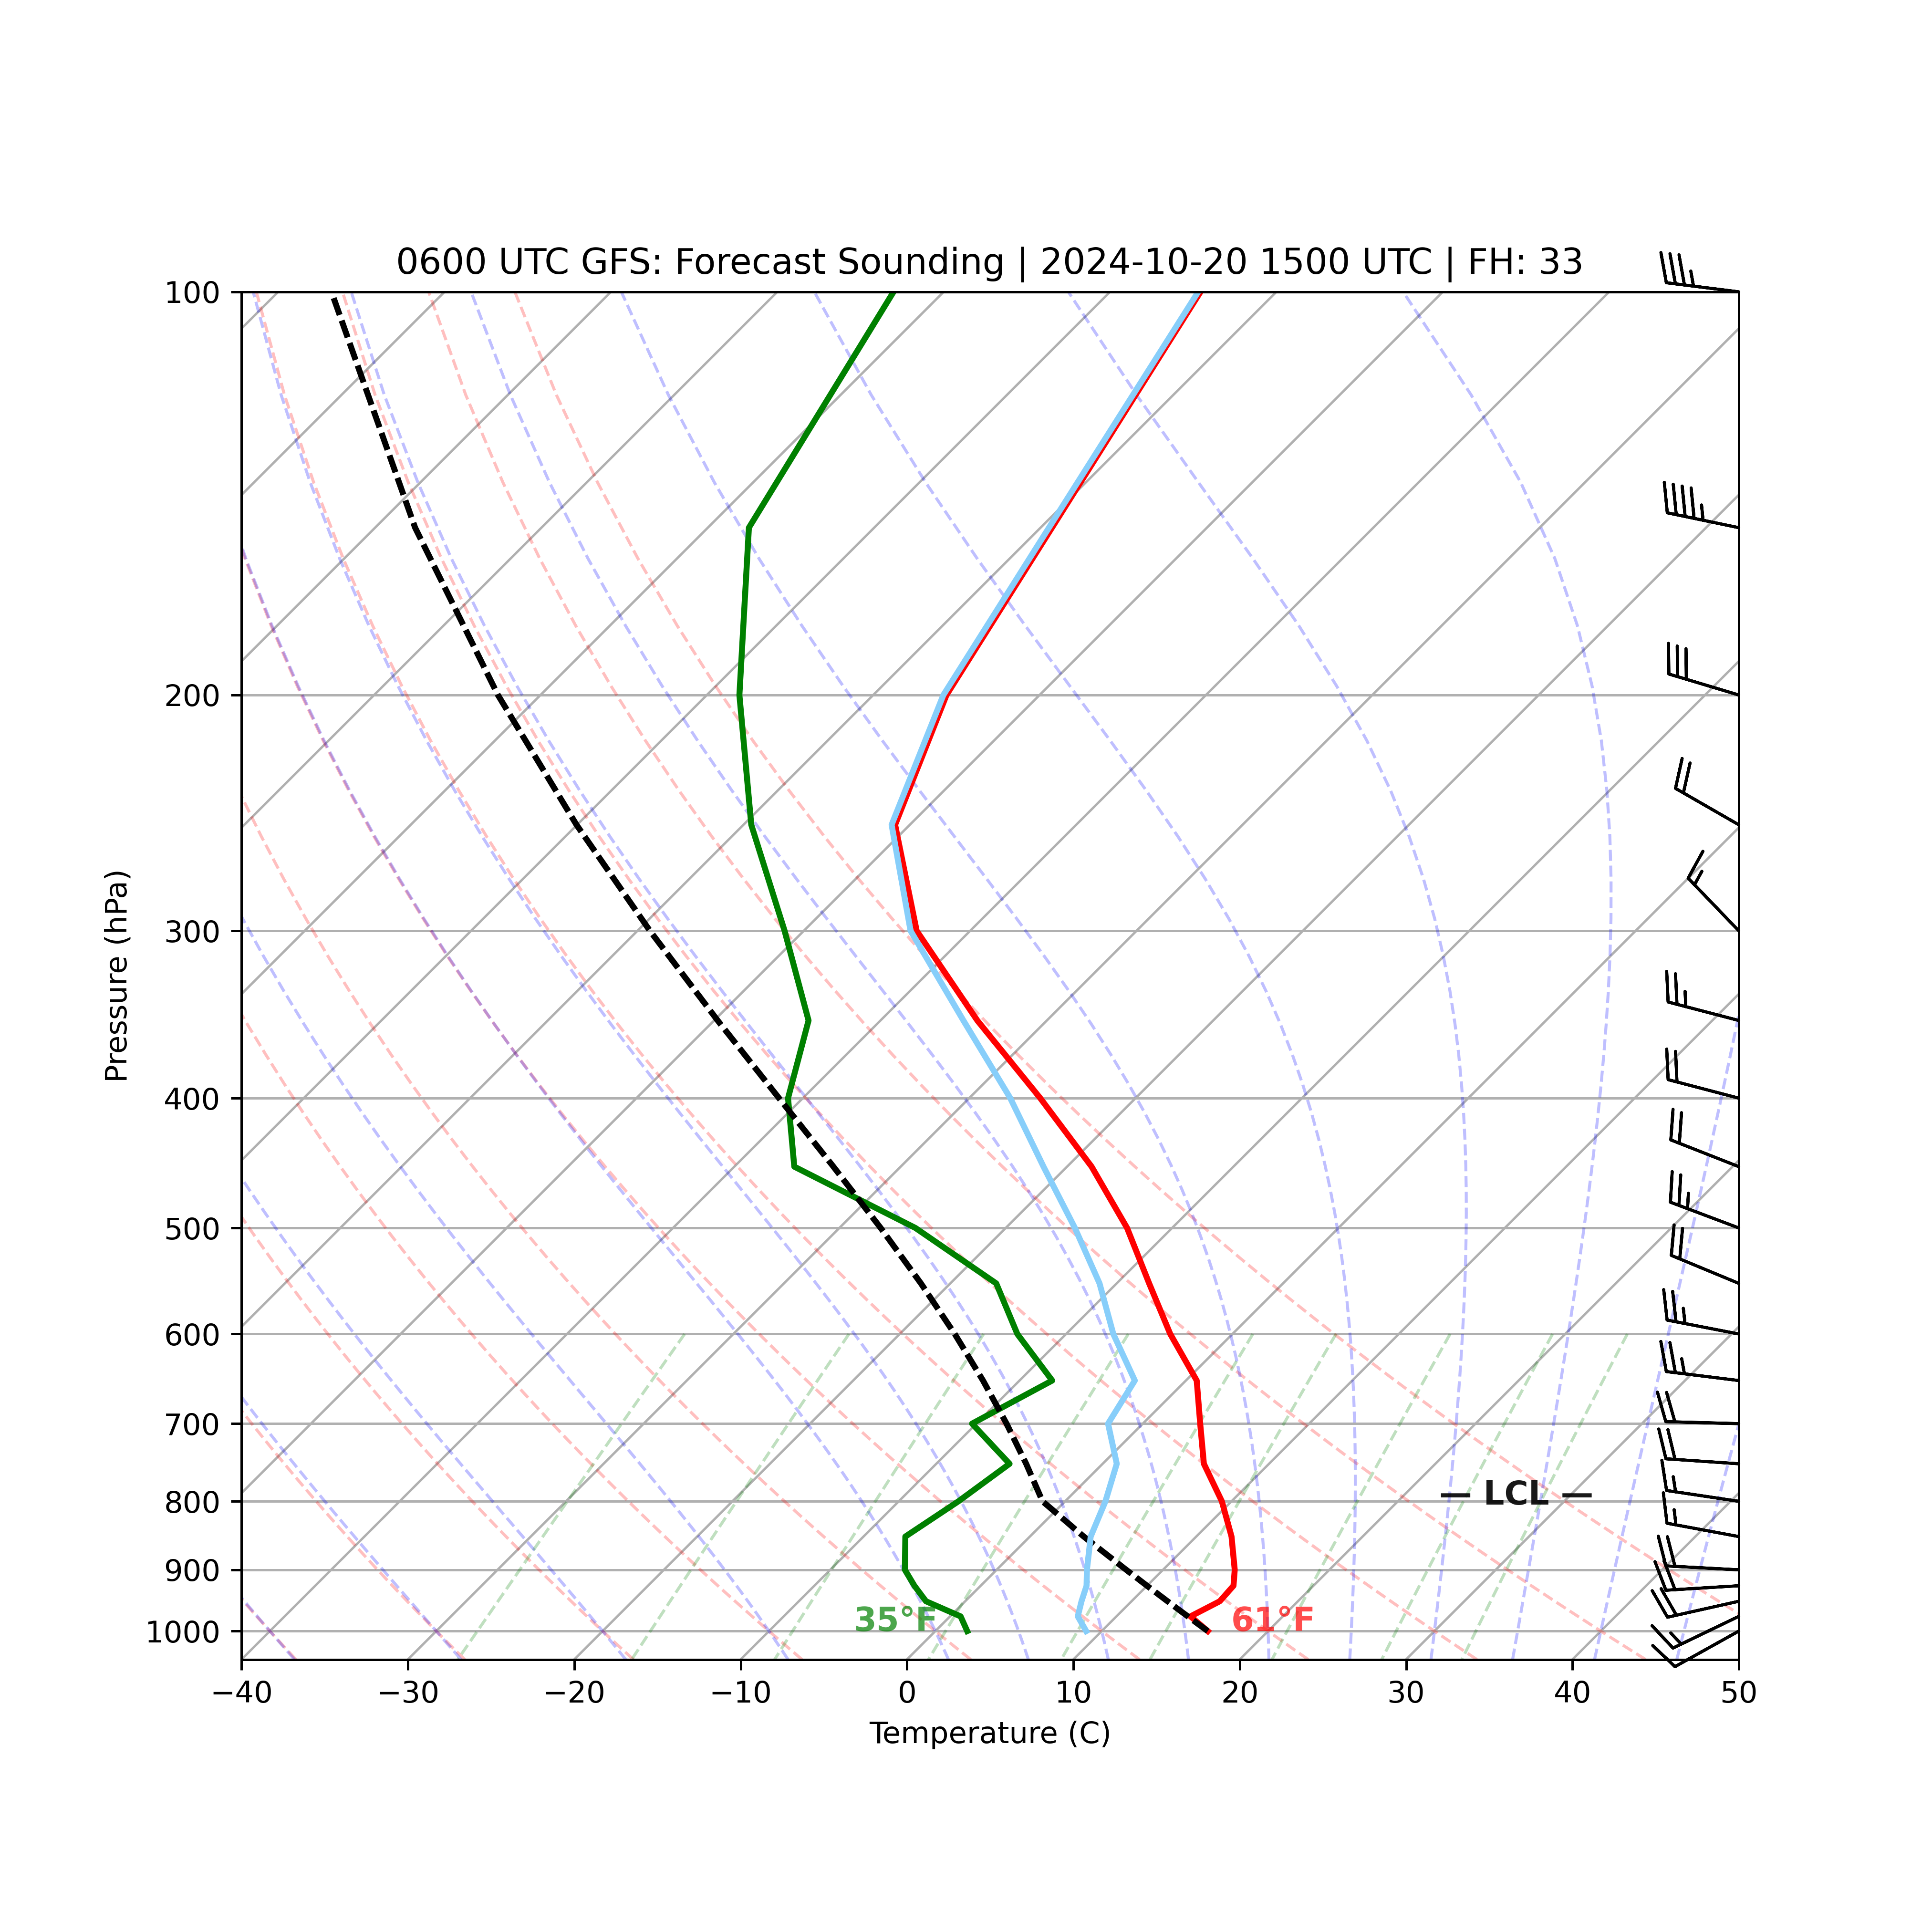 0600 UTC GFS: Forecast Sounding | 2024-10-20 1500 UTC | FH: 33
100
200
300
400
500
600
700
800
900
1000
Pressure (hPa)
— LCL —
35°F
61°F
−40 −30 −20 −10 0 10 20 30 40 50
Temperature (C)